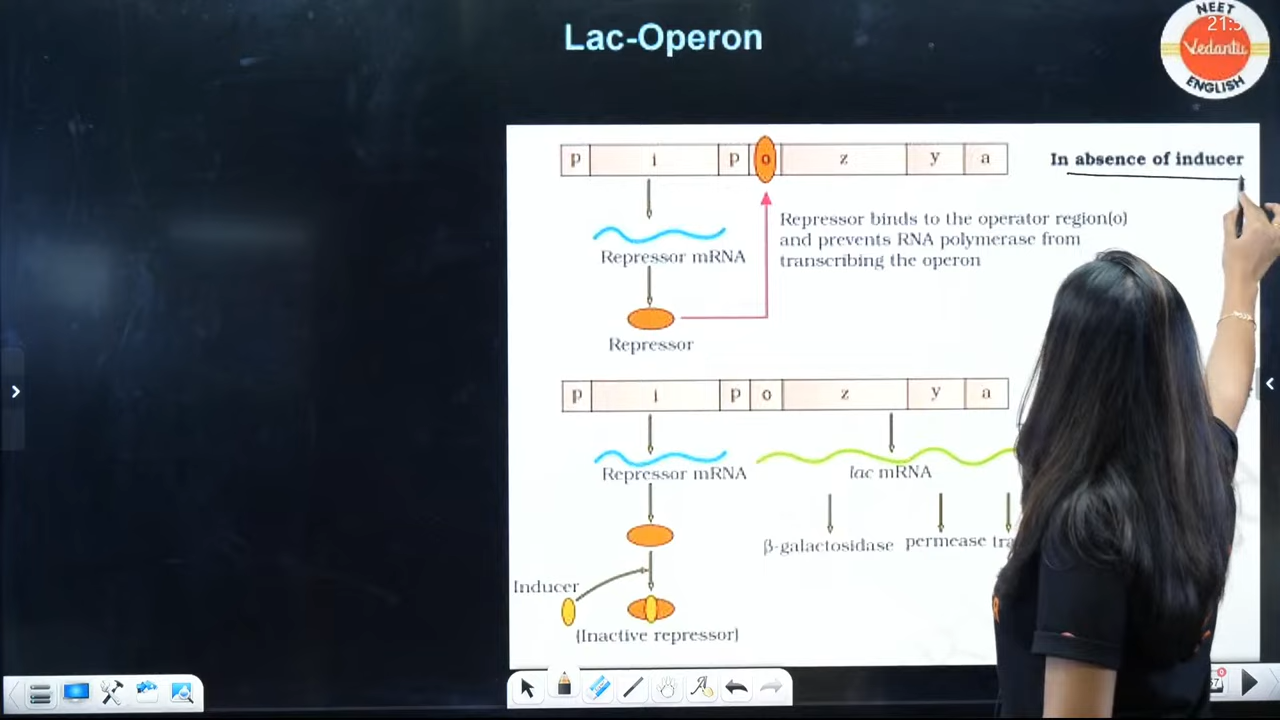 Lac-Operon
NEET
Vedantu
ENGLISH
p i p o z y a
In absence of inducer
Repressor binds to the operator region(o)
and prevents RNA polymerase from
transcribing the operon
Repressor mRNA
Repressor
p i p o z y a
Repressor mRNA
lac mRNA
β-galactosidase permease
Inducer
(Inactive repressor)